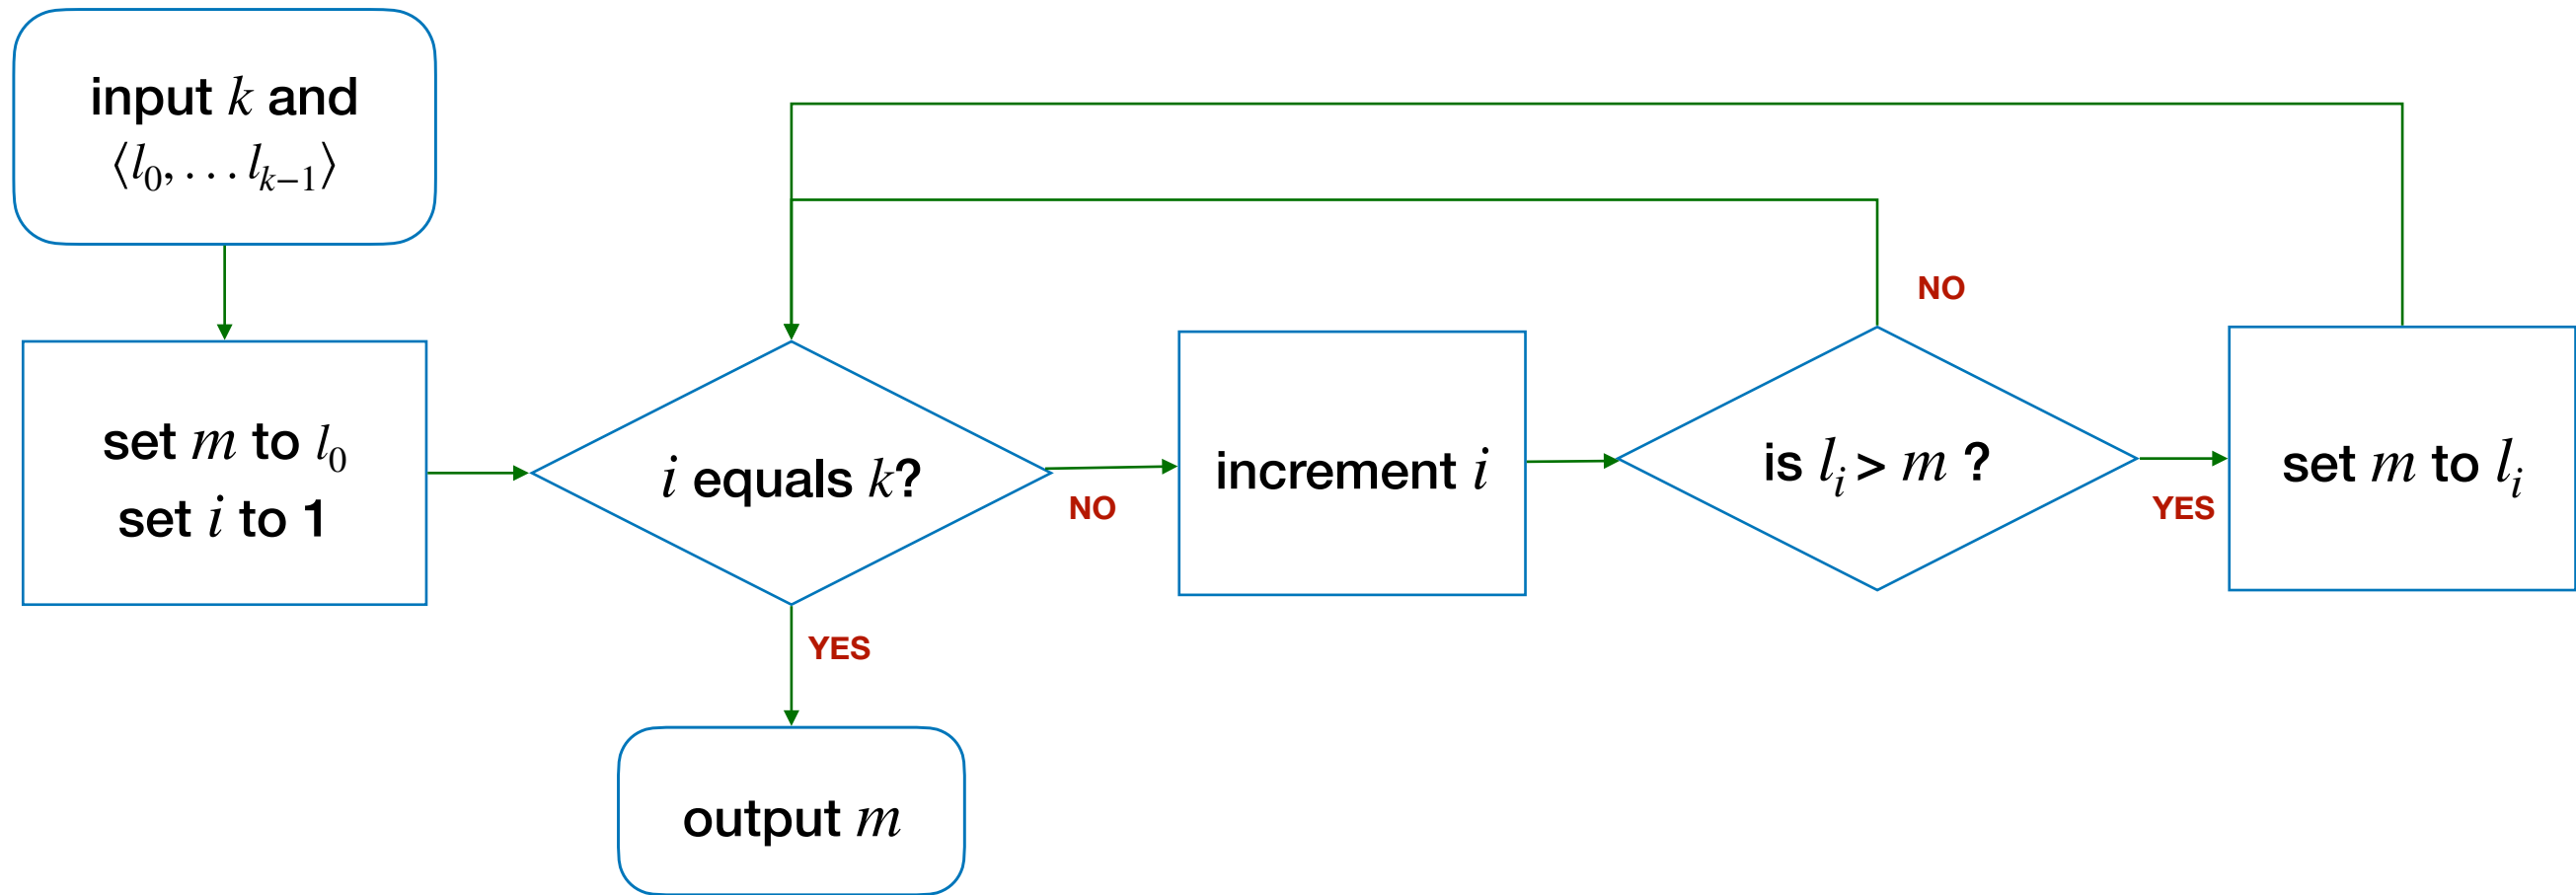 input k and
⟨l₀, … lₖ₋₁⟩
set m to l₀
set i to 1
i equals k?
NO
YES
increment i
is lᵢ > m ?
NO
YES
set m to lᵢ
output m